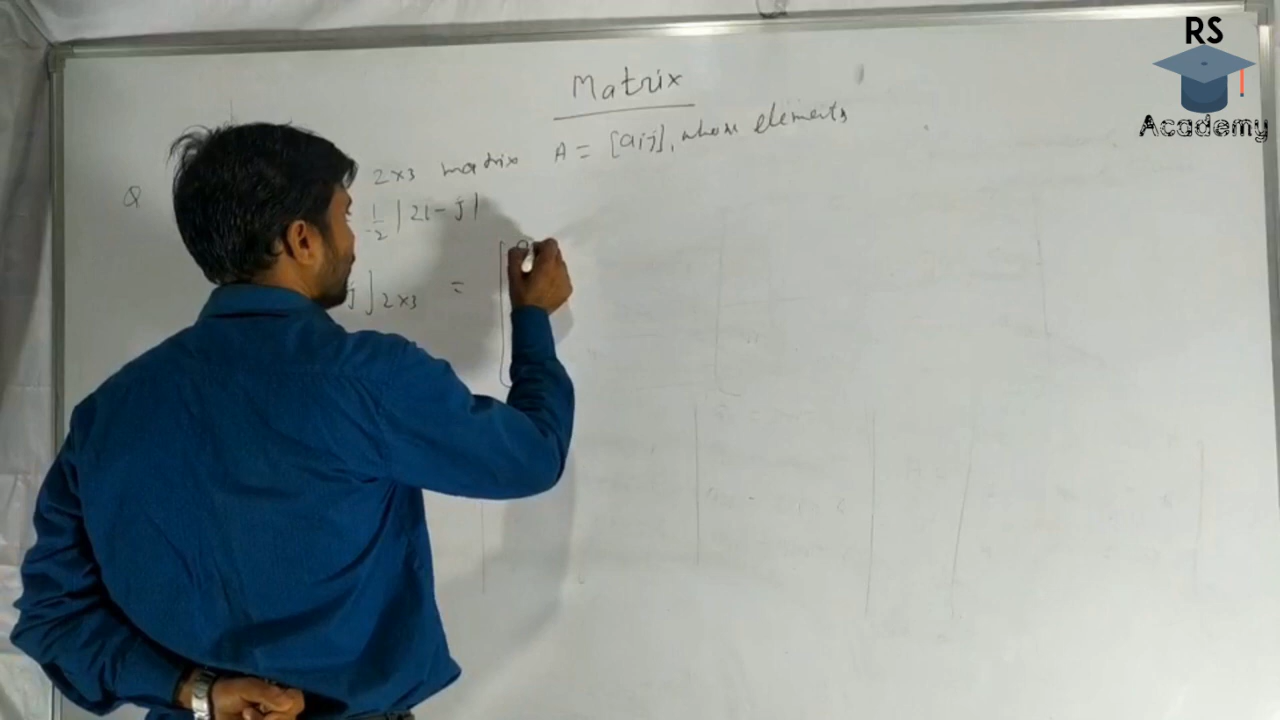 RS
Academy
Matrix
Q 2×3 matrix A = [aij], whose elements
1/2 |2i - j|
j]2×3 = [